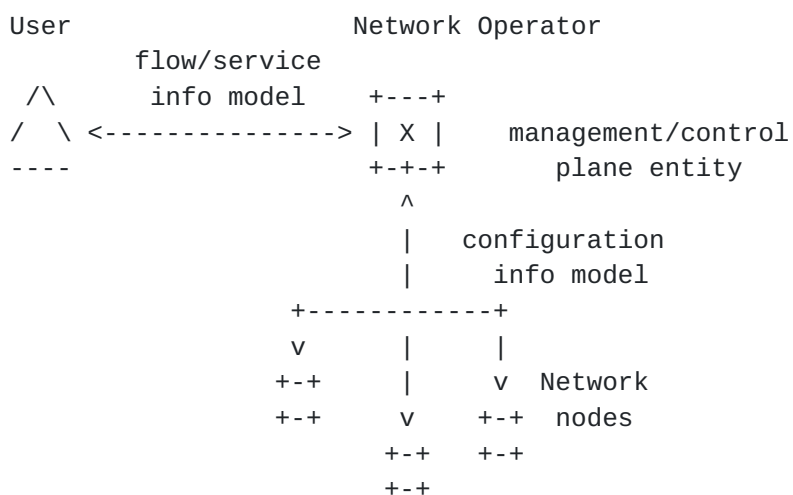 User                  Network Operator
        flow/service
 /\      info model    +---+
/  \ <---------------> | X |    management/control
----                   +-+-+       plane entity
                         ^
                         |   configuration
                         |     info model
                  +------------+
                  v      |     |
                 +-+     |     v  Network
                 +-+     v    +-+  nodes
                        +-+   +-+
                        +-+